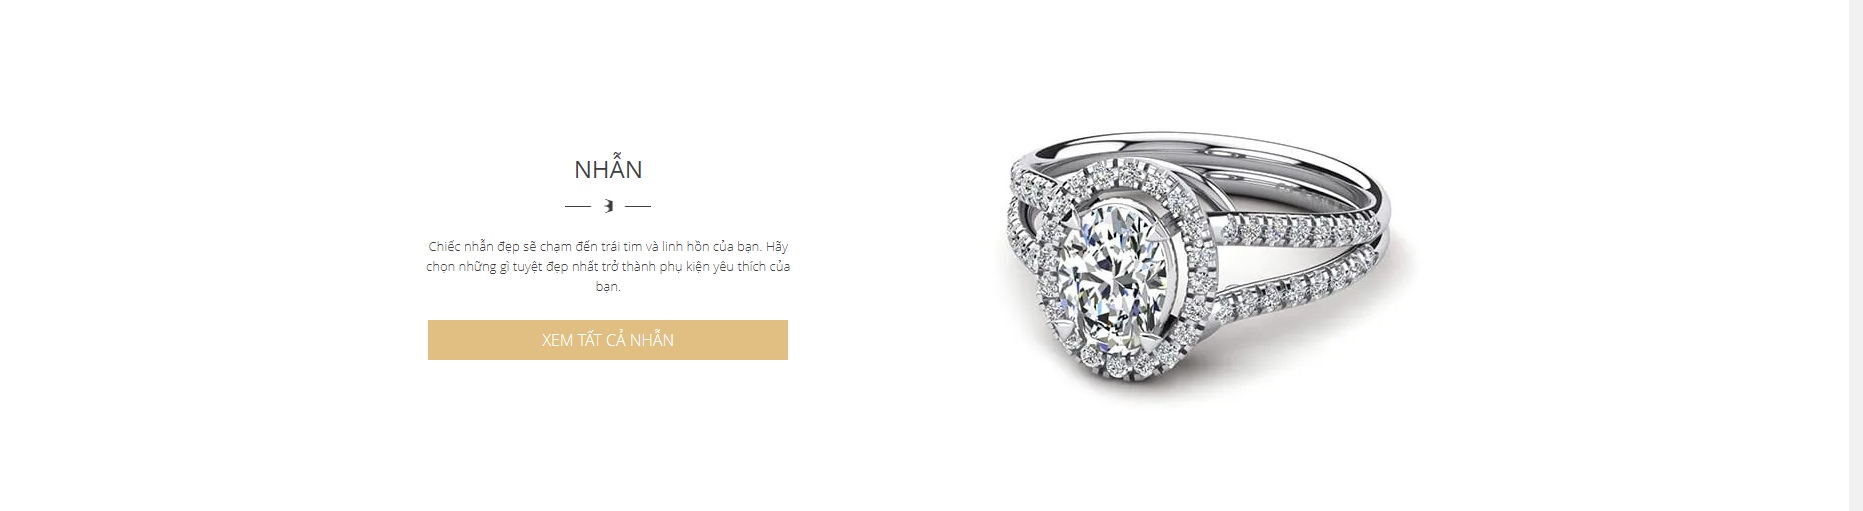 NHẪN
Chiếc nhẫn đẹp sẽ chạm đến trái tim và linh hồn của bạn. Hãy
chọn những gì tuyệt đẹp nhất trở thành phụ kiện yêu thích của
bạn.
XEM TẤT CẢ NHẪN